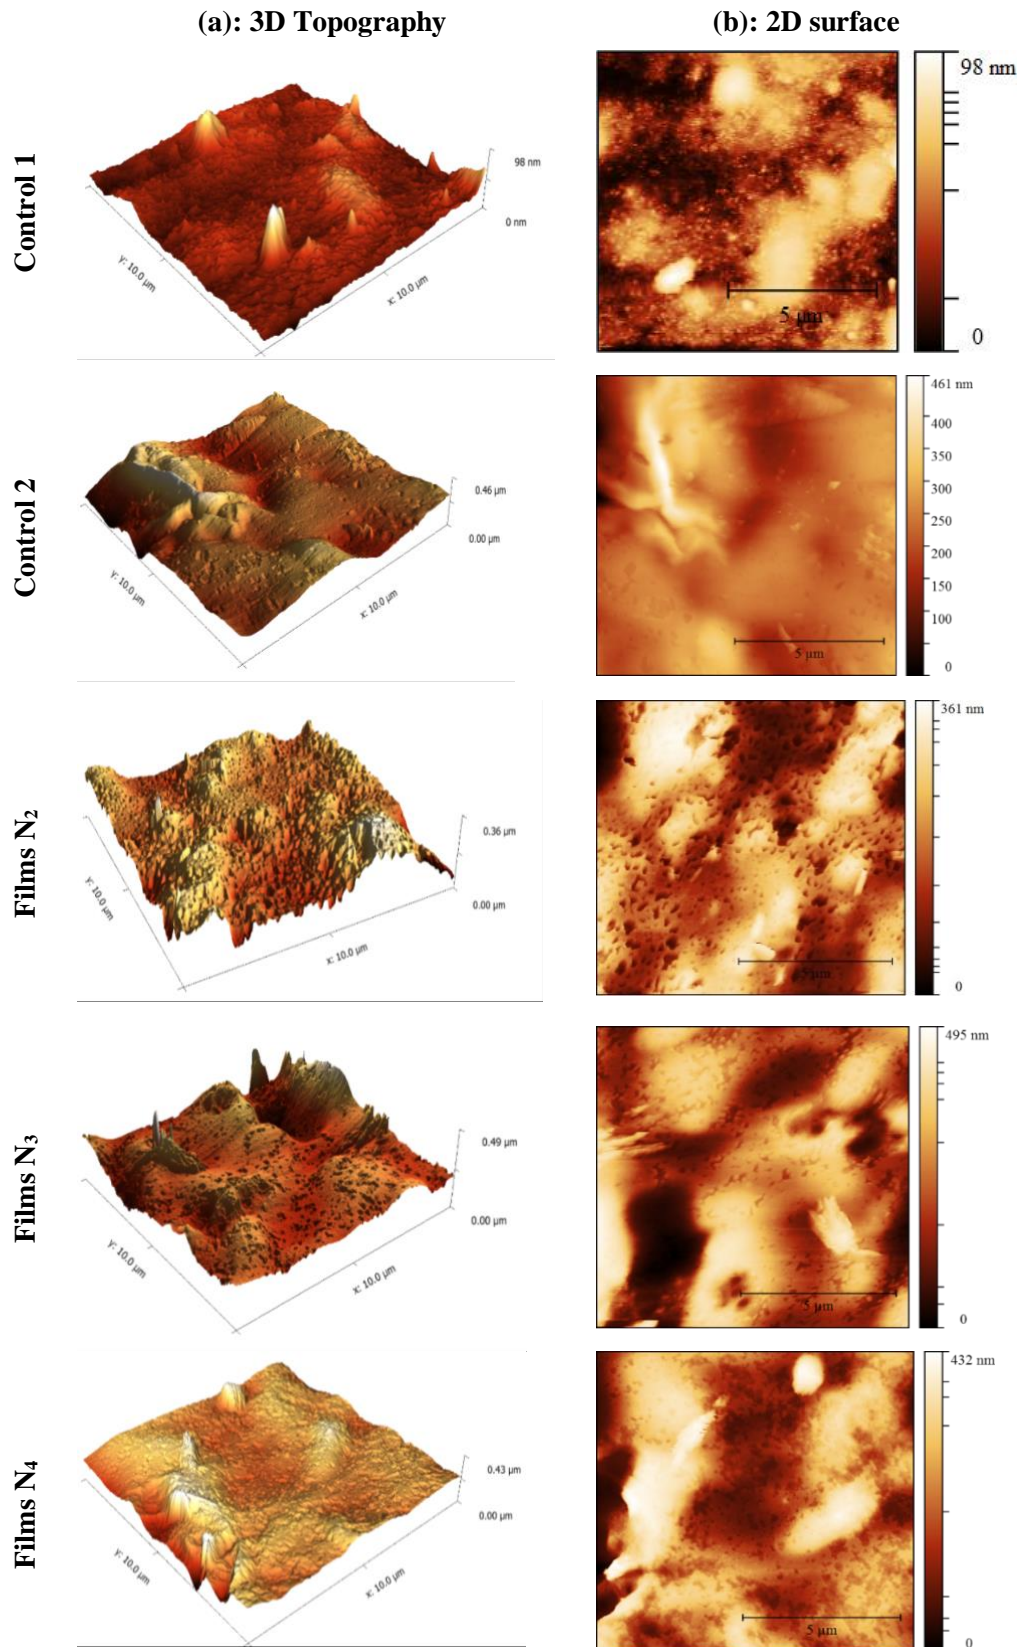 (a): 3D Topography
(b): 2D surface
Control 1
98 nm
0 nm
y: 10.0 µm
x: 10.0 µm
98 nm
0
5 µm
Control 2
0.46 µm
0.00 µm
y: 10.0 µm
x: 10.0 µm
461 nm
400
350
300
250
200
150
100
0
5 µm
Films N₂
0.36 µm
0.00 µm
y: 10.0 µm
x: 10.0 µm
361 nm
0
5 µm
Films N₃
0.49 µm
0.00 µm
y: 10.0 µm
x: 10.0 µm
495 nm
0
5 µm
Films N₄
0.43 µm
0.00 µm
y: 10.0 µm
x: 10.0 µm
432 nm
0
5 µm